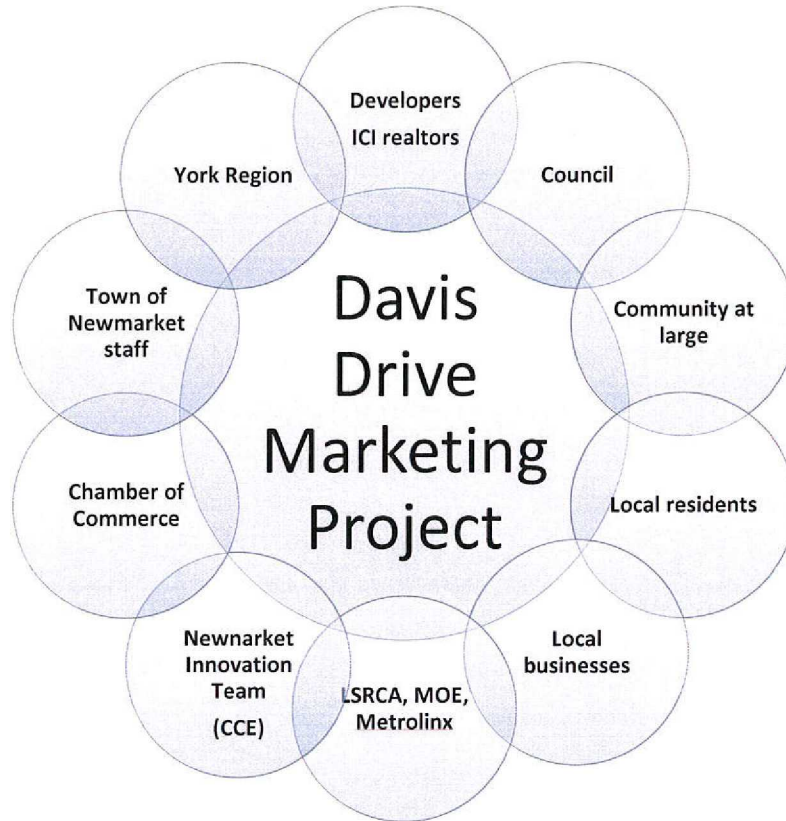 Developers
ICI realtors
Council
Community at
large
Local residents
Local
businesses
LSRCA, MOE,
Metrolinx
Newnarket
Innovation
Team
(CCE)
Chamber of
Commerce
Town of
Newmarket
staff
York Region
Davis
Drive
Marketing
Project